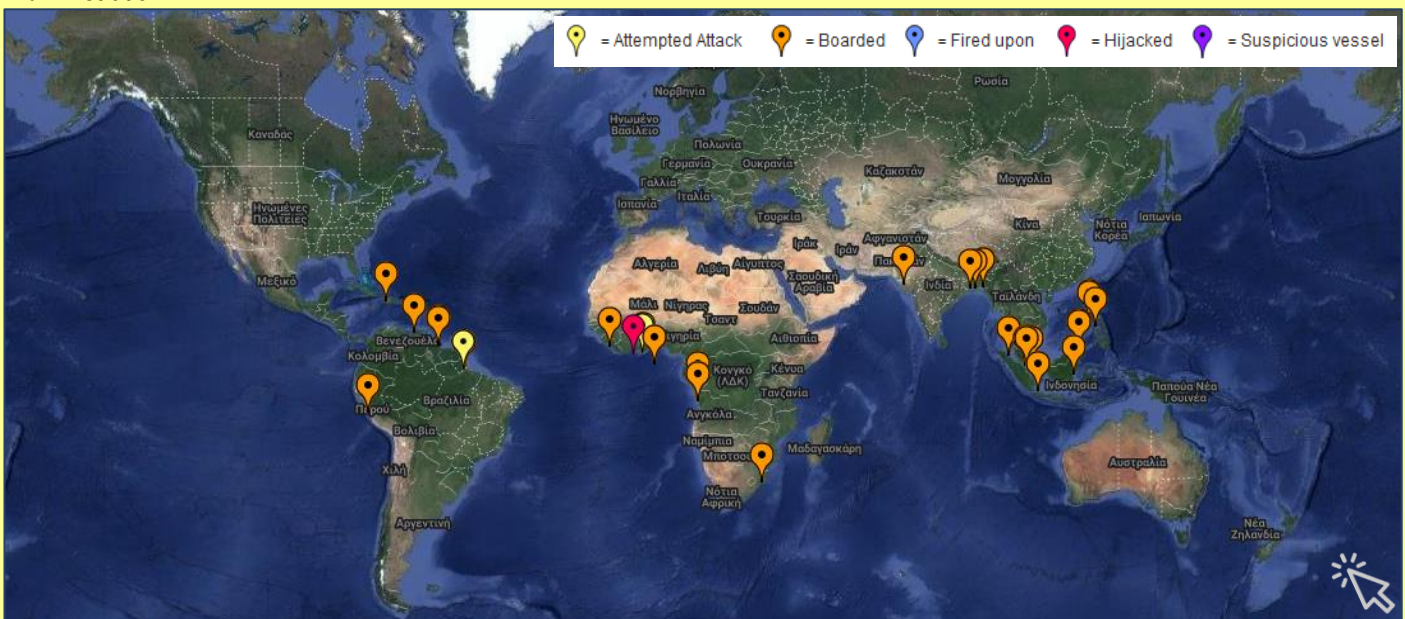 = Attempted Attack
= Boarded
= Fired upon
= Hijacked
= Suspicious vessel
Ρωσία
Νορβηγία
Ηνωμένο
Βασίλειο
Καναδάς
Πολωνία
Γερμανία
Ουκρανία
Γαλλία
Καζακστάν
Μογγολία
Ισπανία
Ιταλία
Τουρκία
Ηνωμένες
Πολιτείες
Κίνα
Νότια
Κορέα
Ιαπωνία
Ιράκ
Ιράν
Αφγανιστάν
Αλγερία
Λιβύη
Αίγυπτος
Σαουδική
Αραβία
Ινδία
Μεξικό
Ταϊλάνδη
Μάλι
Νίγηρας
Τσαντ
Σουδάν
Αιθιοπία
Κολομβία
Κονγκό
(ΛΔΚ)
Κένυα
Τανζανία
Ινδονησία
Παπούα Νέα
Γουινέα
Βραζιλία
Περού
Ανγκόλα
Βολιβία
Ναμίμπια
Μαδαγασκάρη
Χιλή
Αυστραλία
Νότια
Αφρική
Αργεντινή
Νέα
Ζηλανδία